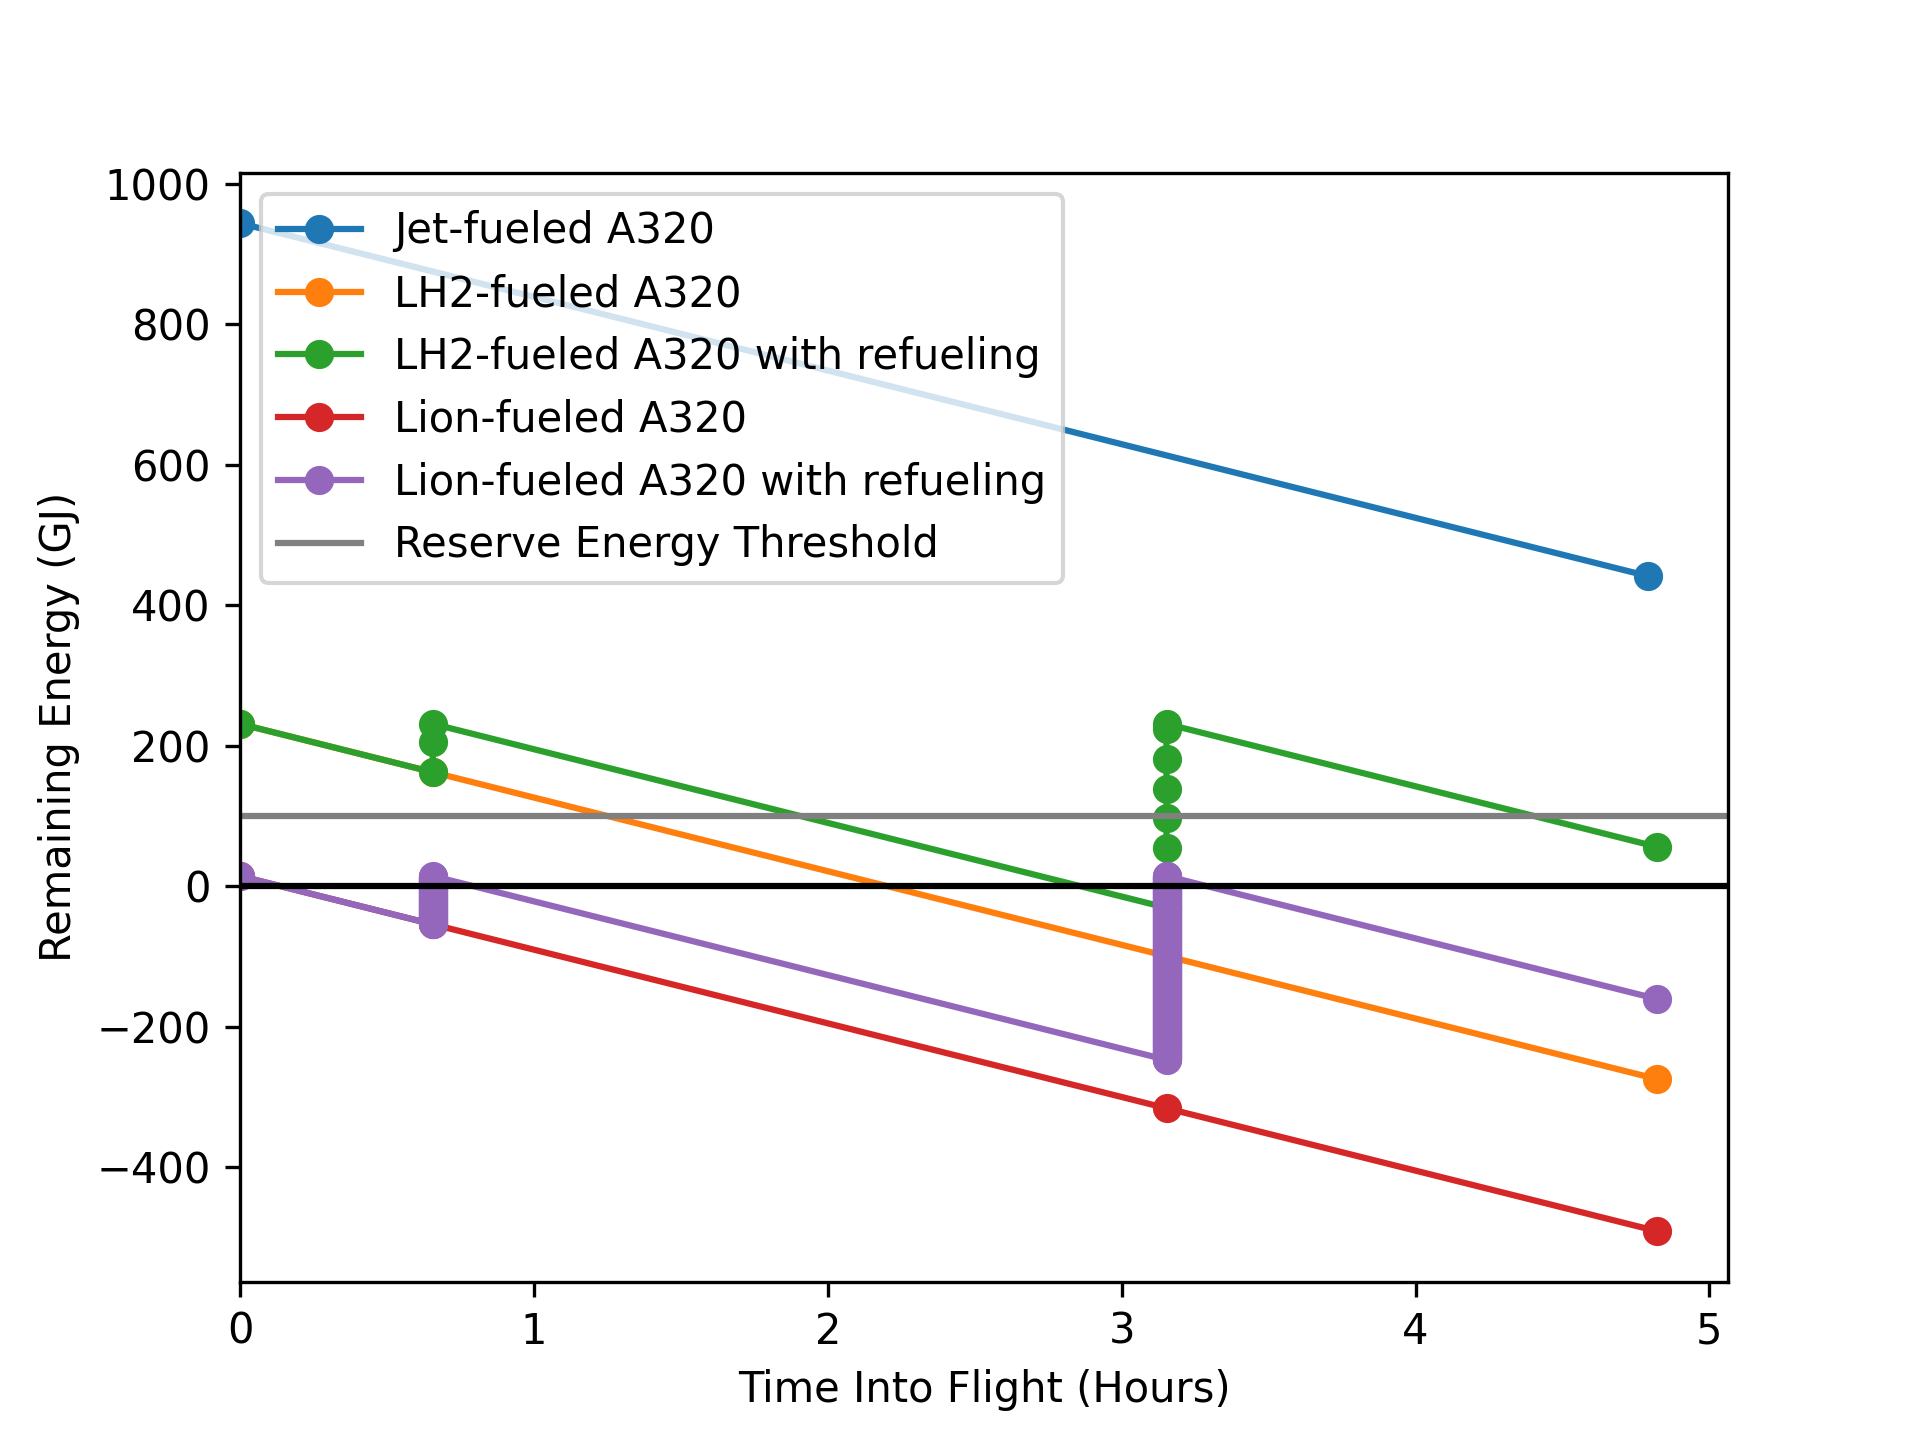 1000
800
600
400
200
0
−200
−400
Remaining Energy (GJ)
Jet-fueled A320
LH2-fueled A320
LH2-fueled A320 with refueling
Lion-fueled A320
Lion-fueled A320 with refueling
Reserve Energy Threshold
0 1 2 3 4 5
Time Into Flight (Hours)